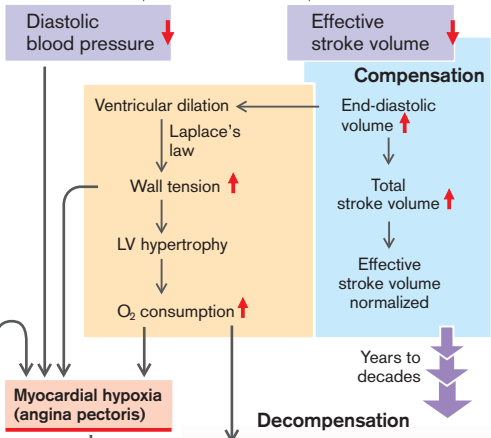 Diastolic
blood pressure
Effective
stroke volume
Compensation
Ventricular dilation
End-diastolic
volume
Laplace's
law
Wall tension
Total
stroke volume
LV hypertrophy
Effective
stroke volume
normalized
O₂ consumption
Years to
decades
Myocardial hypoxia
(angina pectoris)
Decompensation